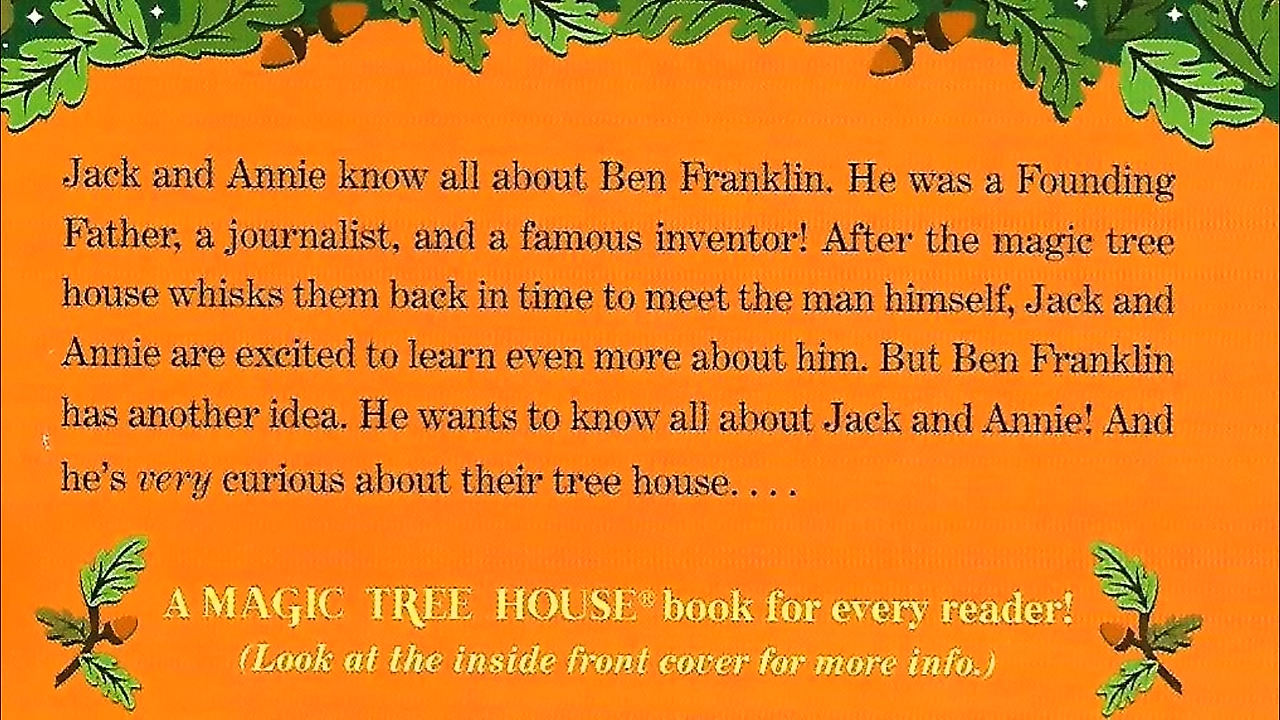 Jack and Annie know all about Ben Franklin. He was a Founding
Father, a journalist, and a famous inventor! After the magic tree
house whisks them back in time to meet the man himself, Jack and
Annie are excited to learn even more about him. But Ben Franklin
has another idea. He wants to know all about Jack and Annie! And
he's very curious about their tree house. . . .
A MAGIC TREE HOUSE® book for every reader!
(Look at the inside front cover for more info.)